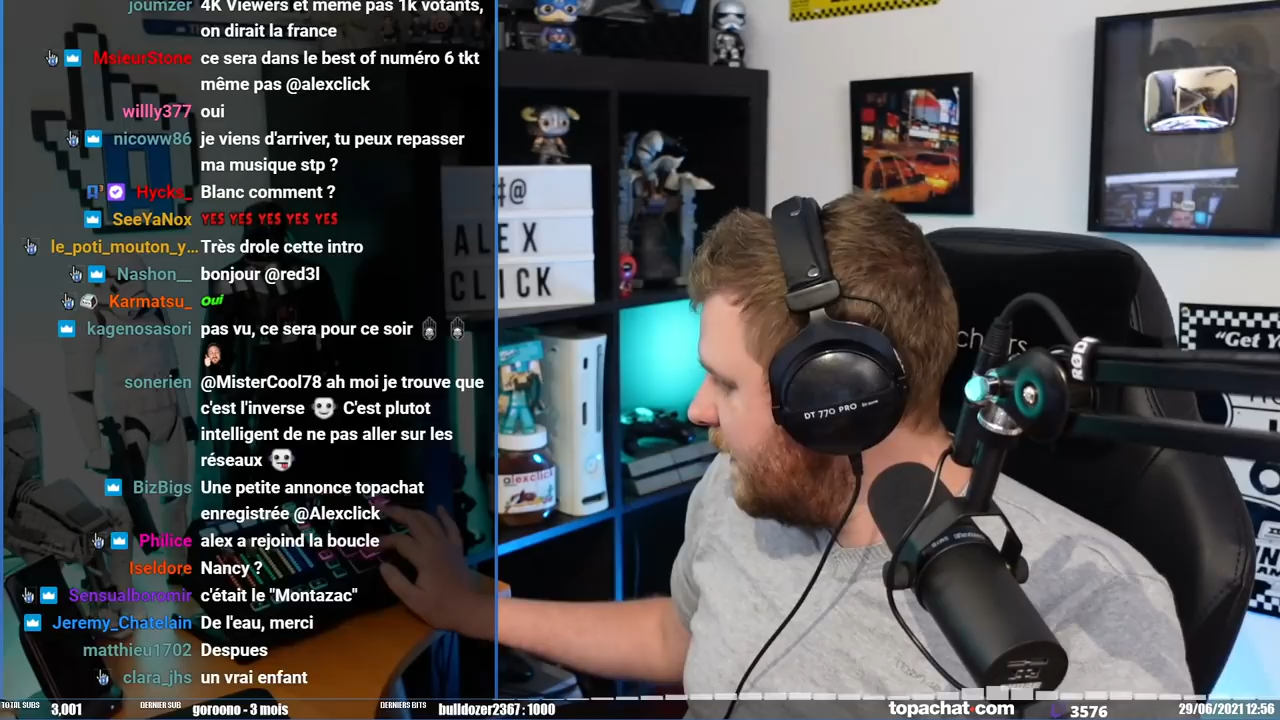 joumzer 4K Viewers et même pas 1k votants,
on dirait la france
MsieurStone ce sera dans le best of numéro 6 tkt
même pas @alexclick
willly377 oui
nicoww86 je viens d'arriver, tu peux repasser
ma musique stp ?
Hycks_ Blanc comment ?
SeeYaNox YES YES YES YES YES
le_poti_mouton_y... Très drole cette intro
Nashon__ bonjour @red3l
Karmatsu_ Oui
kagenosasori pas vu, ce sera pour ce soir
sonerien @MisterCool78 ah moi je trouve que
c'est l'inverse C'est plutot
intelligent de ne pas aller sur les
réseaux
BizBigs Une petite annonce topachat
enregistrée @Alexclick
Philice alex a rejoind la boucle
Iseldore Nancy ?
Sensualboromir c'était le "Montazac"
Jeremy_Chatelain De l'eau, merci
matthieu1702 Despues
clara_jhs un vrai enfant
TOTAL SUBS 3,001 DERNIER SUB goroono - 3 mois DERNIERS BITS bulldozer2367 : 1000
topachat.com 3576 29/06/2021 12:56
#@
ALEX
CLICK
alexclick
DT 770 PRO
RØDE
"Get Yo